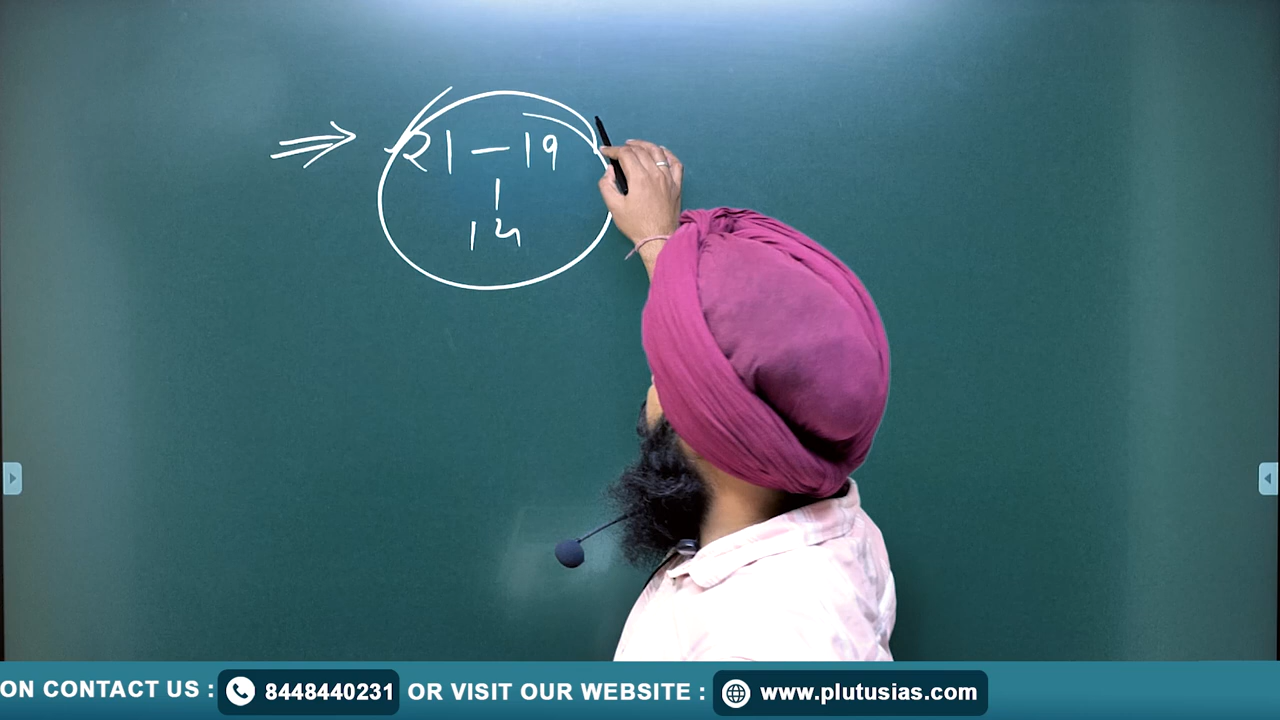 ⇒ 21 – 19
|
14
ON CONTACT US : 8448440231 OR VISIT OUR WEBSITE : www.plutusias.com